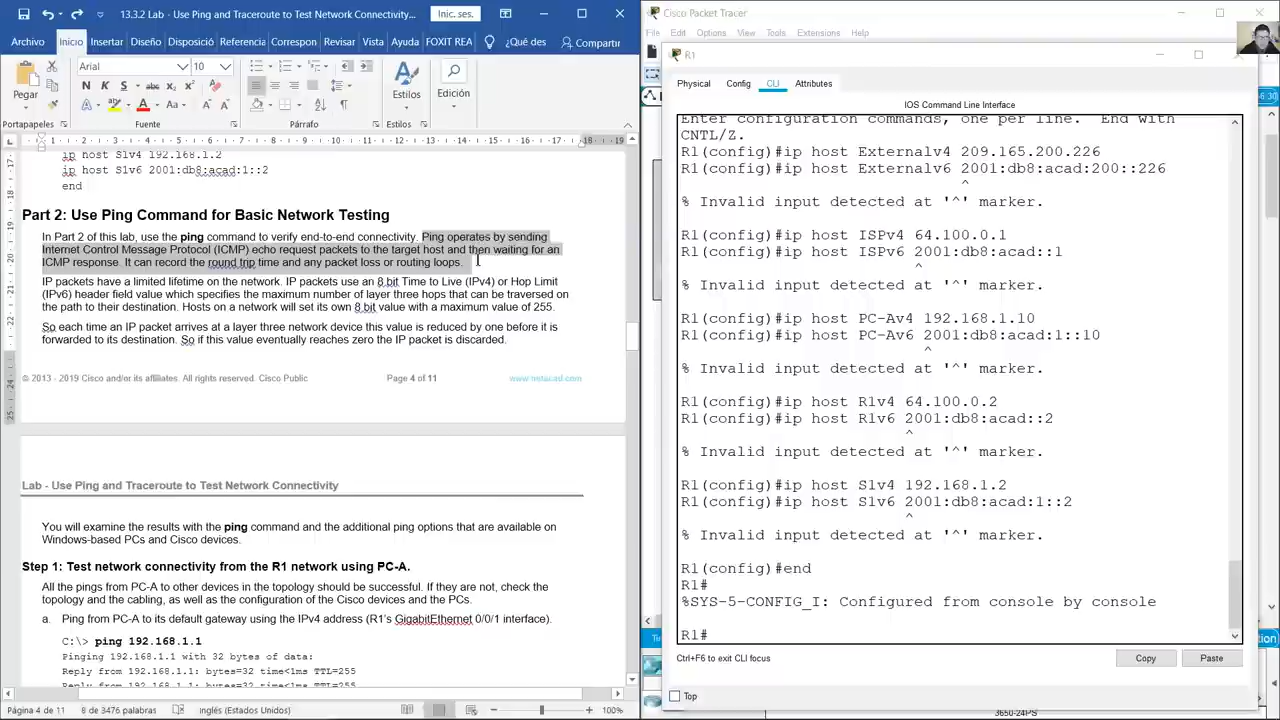 13.3.2 Lab - Use Ping and Traceroute to Test Network Connectivity
Inic. ses.
Archivo
Inicio
Inserta
Diseño
Disposi
Referencia
Correspon
Revisar
Vista
FOXIT REA
¿Qué des
Compartir
Pegar
Arial
10
Estilos
Edición
Portapapeles
Fuente
ip host S1v4 192.168.1.2
ip host S1v6 2001:db8:acad:1::2
end
Part 2: Use Ping Command for Basic Network Testing
In Part 2 of this lab, use the ping command to verify end-to-end connectivity. Ping operates by sending
Internet Control Message Protocol (ICMP) echo request packets to the target host and then waiting for an
ICMP response. It can record the round trip time and any packet loss or routing loops.
IP packets have a limited lifetime on the network. IP packets use an 8.bit Time to Live (IPv4) or Hop Limit
(IPv6) header field value which specifies the maximum number of layer three hops that can be traversed on
the path to their destination. Hosts on a network will set its own 8.bit value with a maximum value of 255.
So each time an IP packet arrives at a layer three network device this value is reduced by one before it is
forwarded to its destination. So if this value eventually reaches zero the IP packet is discarded.
© 2013 - 2019 Cisco and/or its affiliates. All rights reserved. Cisco Public
Page 4 of 11
www.netacad.com
Lab - Use Ping and Traceroute to Test Network Connectivity
You will examine the results with the ping command and the additional ping options that are available on
Windows-based PCs and Cisco devices.
Step 1: Test network connectivity from the R1 network using PC-A.
All the pings from PC-A to other devices in the topology should be successful. If they are not, check the
topology and the cabling, as well as the configuration of the Cisco devices and the PCs.
a. Ping from PC-A to its default gateway using the IPv4 address (R1's GigabitEthernet 0/0/1 interface).
C:\> ping 192.168.1.1
Pinging 192.168.1.1 with 32 bytes of data:
Reply from 192.168.1.1: bytes=32 time<1ms TTL=255
Reply from 192.168.1.1: bytes=32 time<1ms TTL=255
Página 4 de 11
8 de 3476 palabras
Inglés (Estados Unidos)
100%
Cisco Packet Tracer
File
Edit
Options
View
Tools
Extensions
Help
R1
Physical
Config
CLI
Attributes
IOS Command Line Interface
Enter configuration commands, one per line. End with
CNTL/Z.
R1(config)#ip host Externalv4 209.165.200.226
R1(config)#ip host Externalv6 2001:db8:acad:200::226
^
% Invalid input detected at '^' marker.
R1(config)#ip host ISPv4 64.100.0.1
R1(config)#ip host ISPv6 2001:db8:acad::1
^
% Invalid input detected at '^' marker.
R1(config)#ip host PC-Av4 192.168.1.10
R1(config)#ip host PC-Av6 2001:db8:acad:1::10
^
% Invalid input detected at '^' marker.
R1(config)#ip host R1v4 64.100.0.2
R1(config)#ip host R1v6 2001:db8:acad::2
^
% Invalid input detected at '^' marker.
R1(config)#ip host S1v4 192.168.1.2
R1(config)#ip host S1v6 2001:db8:acad:1::2
^
% Invalid input detected at '^' marker.
R1(config)#end
R1#
%SYS-5-CONFIG_I: Configured from console by console
R1#
Ctrl+F6 to exit CLI focus
Copy
Paste
Top
3650-24PS